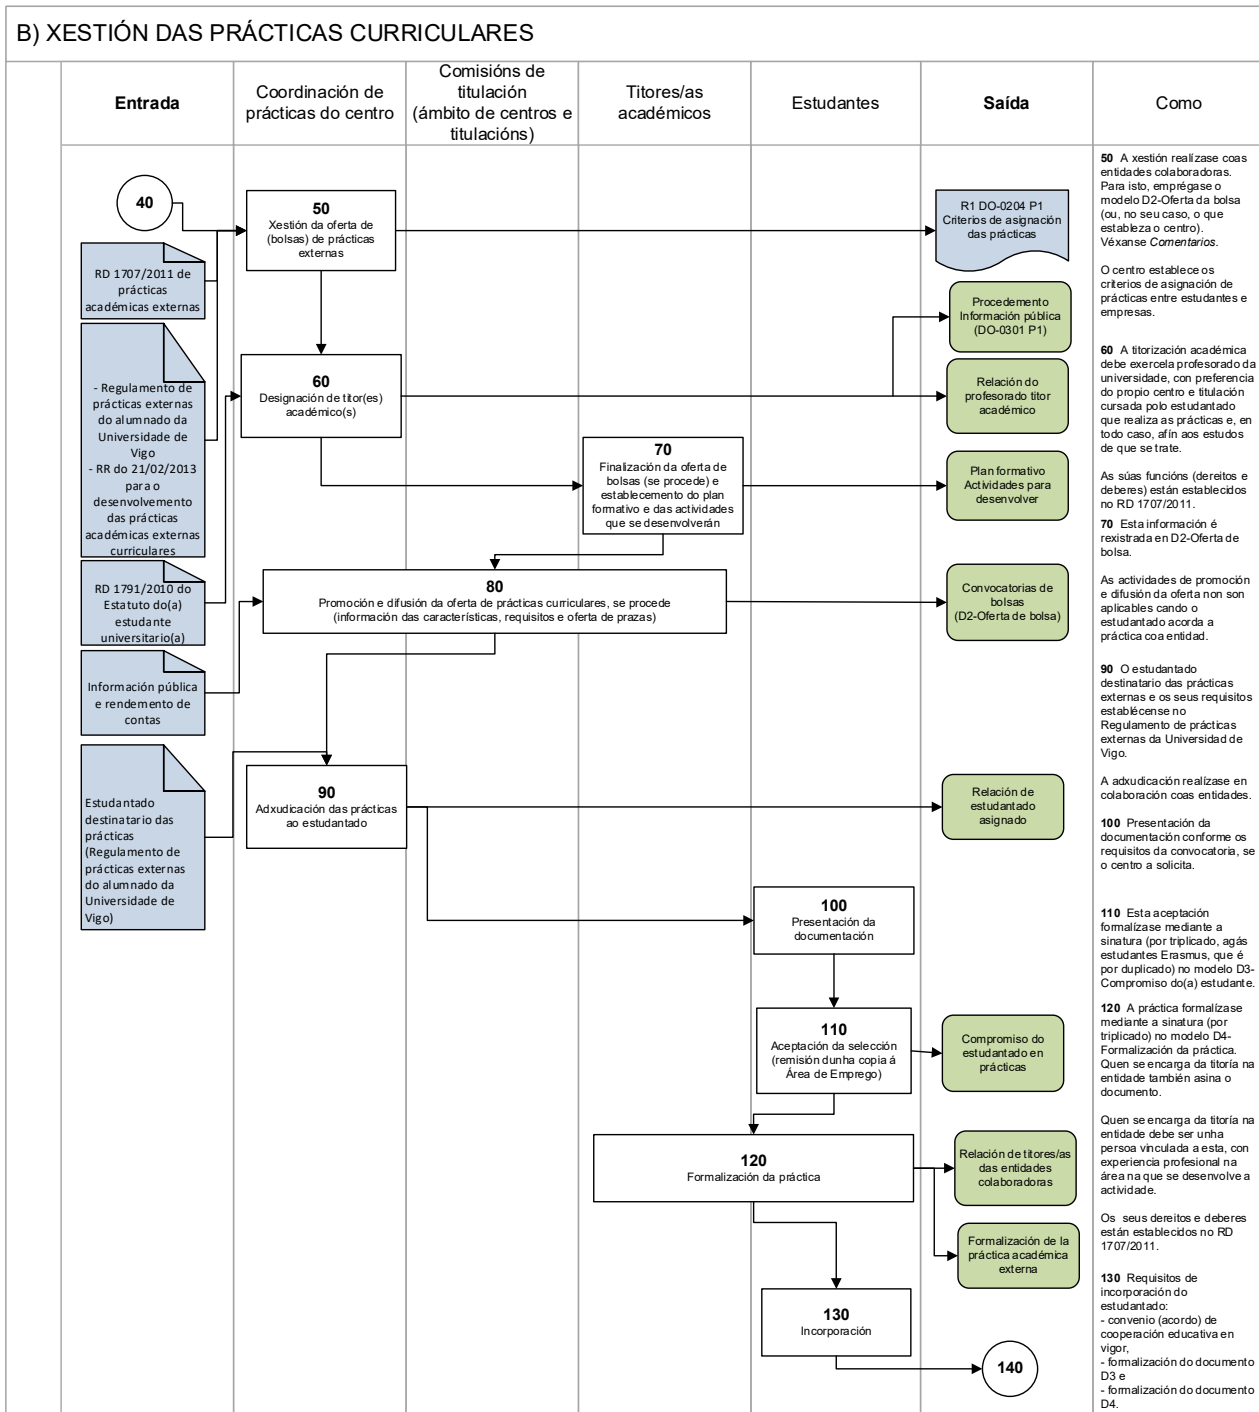 B) XESTIÓN DAS PRÁCTICAS CURRICULARES
Entrada
Coordinación de
prácticas do centro
Comisións de
titulación
(ámbito de centros e
titulacións)
Titores/as
académicos
Estudantes
Saída
Como
40
RD 1707/2011 de
prácticas
académicas externas
- Regulamento de
prácticas externas
do alumnado da
Universidade de
Vigo
- RR do 21/02/2013
para o
desenvolvemento
das prácticas
académicas externas
curriculares
RD 1791/2010 do
Estatuto do(a)
estudante
universitario(a)
Información pública
e rendemento de
contas
Estudantado
destinatario das
prácticas
(Regulamento de
prácticas externas
do alumnado da
Universidade de
Vigo)
50
Xestión da oferta de
(bolsas) de prácticas
externas
60
Designación de titor(es)
académico(s)
70
Finalización da oferta de
bolsas (se procede) e
establecemento do plan
formativo e das actividades
que se desenvolverán
80
Promoción e difusión da oferta de prácticas curriculares, se procede
(información das características, requisitos e oferta de prazas)
90
Adxudicación das prácticas
ao estudantado
100
Presentación da
documentación
110
Aceptación da selección
(remisión dunha copia á
Área de Emprego)
120
Formalización da práctica
130
Incorporación
140
R1 DO-0204 P1
Criterios de asignación
das prácticas
Procedemento
Información pública
(DO-0301 P1)
Relación do
profesorado titor
académico
Plan formativo
Actividades para
desenvolver
Convocatorias de
bolsas
(D2-Oferta de bolsa)
Relación de
estudantado
asignado
Compromiso do
estudantado en
prácticas
Relación de titores/as
das entidades
colaboradoras
Formalización de la
práctica académica
externa
50 A xestión realízase coas
entidades colaboradoras.
Para isto, emprégase o
modelo D2-Oferta da bolsa
(ou, no seu caso, o que
estableza o centro).
Véxanse Comentarios.
O centro establece os
criterios de asignación de
prácticas entre estudantes e
empresas.
60 A titorización académica
debe exercela profesorado da
universidade, con preferencia
do propio centro e titulación
cursada polo estudantado
que realiza as prácticas e, en
todo caso, afín aos estudos
de que se trate.
As súas funcións (dereitos e
deberes) están establecidos
no RD 1707/2011.
70 Esta información é
rexistrada en D2-Oferta de
bolsa.
As actividades de promoción
e difusión da oferta non son
aplicables cando o
estudantado acorda a
práctica coa entidad.
90 O estudantado
destinatario das prácticas
externas e os seus requisitos
establécense no
Regulamento de prácticas
externas da Universidad de
Vigo.
A adxudicación realízase en
colaboración coas entidades.
100 Presentación da
documentación conforme os
requisitos da convocatoria, se
o centro a solicita.
110 Esta aceptación
formalízase mediante a
sinatura (por triplicado, agás
estudantes Erasmus, que é
por duplicado) no modelo D3-
Compromiso do(a) estudante.
120 A práctica formalízase
mediante a sinatura (por
triplicado) no modelo D4-
Formalización da práctica.
Quen se encarga da titoría na
entidade también asina o
documento.
Quen se encarga da titoría na
entidade debe ser unha
persoa vinculada a esta, con
experiencia profesional na
área na que se desenvolve a
actividade.
Os seus dereitos e deberes
están establecidos no RD
1707/2011.
130 Requisitos de
incorporación do
estudantado:
- convenio (acordo) de
cooperación educativa en
vigor,
- formalización do documento
D3 e
- formalización do documento
D4.